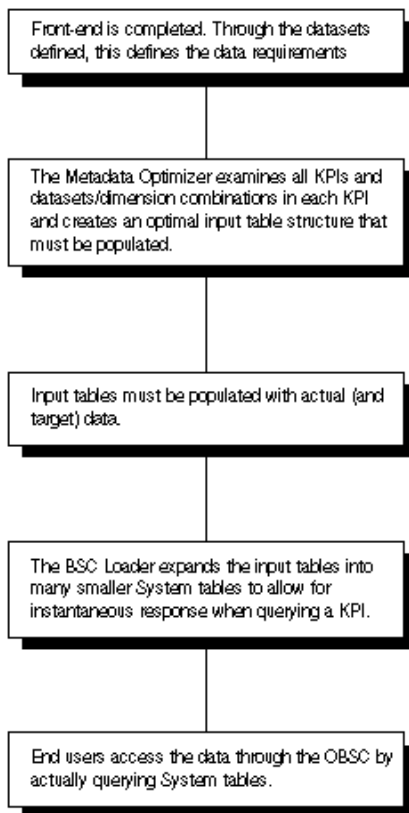 Front-end is completed. Through the datasets
defined, this defines the data requirements
The Metadata Optimizer examines all KPIs and
datasets/dimension combinations in each KPI
and creates an optimal input table structure that
must be populated.
Input tables must be populated with actual (and
target) data.
The BSC Loader expands the input tables into
many smaller System tables to allow for
instantaneous response when querying a KPI.
End users access the data through the OBSC by
actually querying System tables.